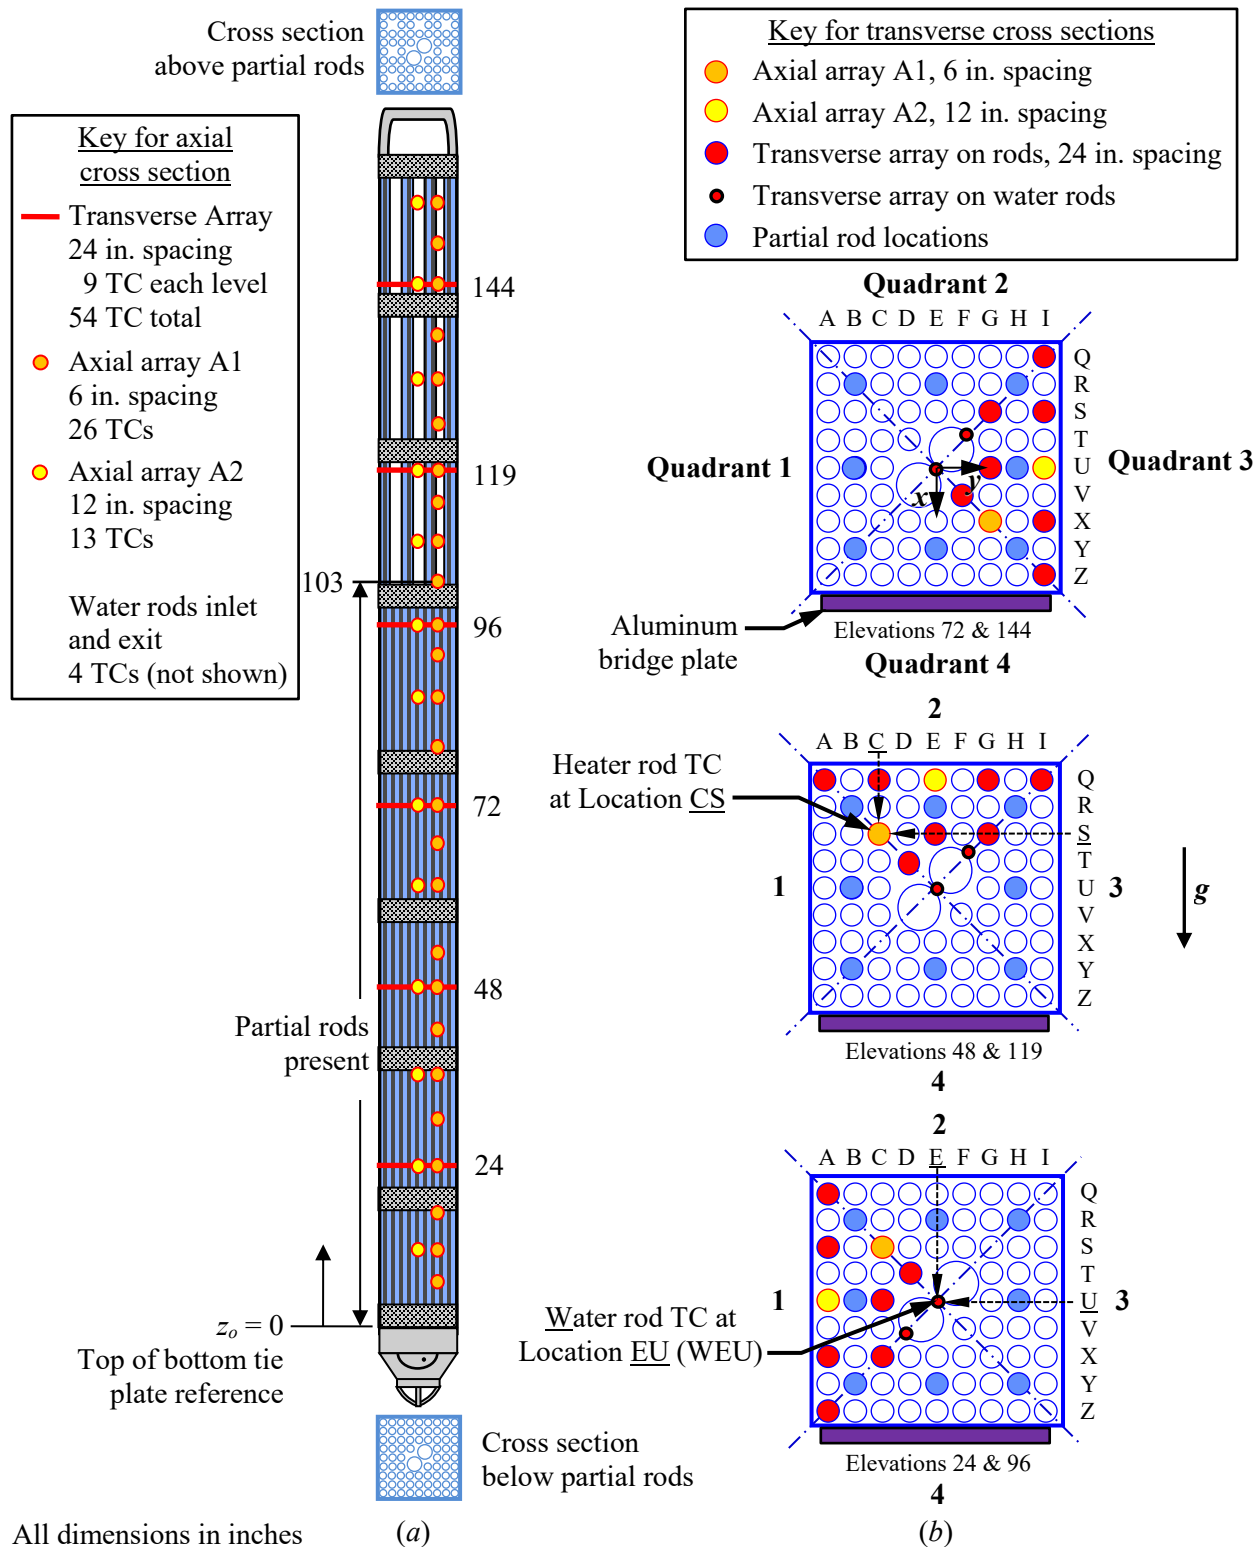 Cross section
above partial rods
Key for axial
cross section
Transverse Array
24 in. spacing
9 TC each level
54 TC total
Axial array A1
6 in. spacing
26 TCs
Axial array A2
12 in. spacing
13 TCs
Water rods inlet
and exit
4 TCs (not shown)
144
119
103
96
72
48
24
Partial rods
present
z₀ = 0
Top of bottom tie
plate reference
Cross section
below partial rods
All dimensions in inches
(a)
Key for transverse cross sections
Axial array A1, 6 in. spacing
Axial array A2, 12 in. spacing
Transverse array on rods, 24 in. spacing
Transverse array on water rods
Partial rod locations
Quadrant 2
A B C D E F G H I
Q
R
S
T
U
V
X
Y
Z
Quadrant 1
Quadrant 3
x
y
Aluminum
bridge plate
Elevations 72 & 144
Quadrant 4
2
A B C D E F G H I
Q
R
S
T
U
V
X
Y
Z
Heater rod TC
at Location CS
1
3
g
Elevations 48 & 119
4
2
A B C D E F G H I
Q
R
S
T
U
V
X
Y
Z
1
3
Water rod TC at
Location EU (WEU)
Elevations 24 & 96
4
(b)